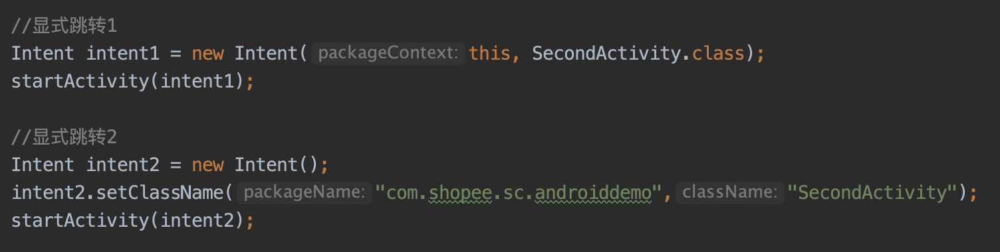 //显式跳转1
Intent intent1 = new Intent( packageContext: this, SecondActivity.class);
startActivity(intent1);
//显式跳转2
Intent intent2 = new Intent();
intent2.setClassName( packageName: "com.shopee.sc.androiddemo", className: "SecondActivity");
startActivity(intent2);